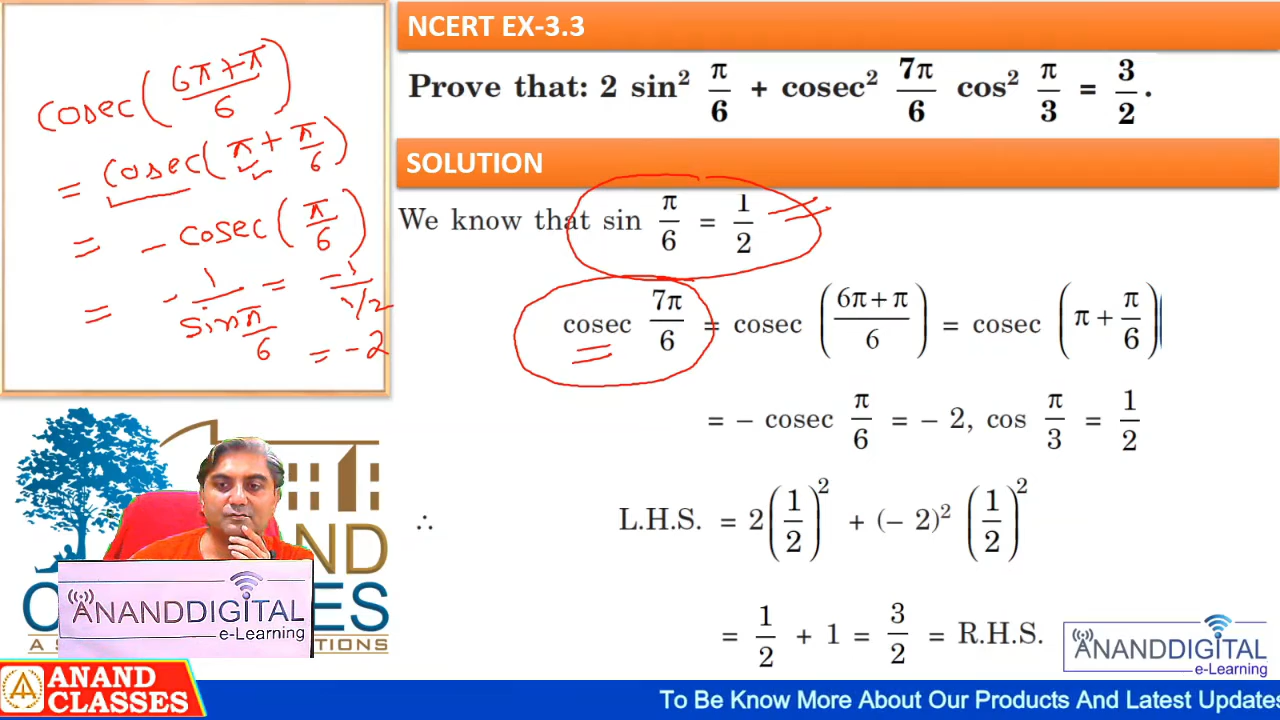 cosec(6π+π/6)
= cosec(π + π/6)
= - cosec(π/6)
= - 1/sin π/6 = -1/1/2
= -2
NCERT EX-3.3
Prove that: 2 sin² π/6 + cosec² 7π/6 cos² π/3 = 3/2.
SOLUTION
We know that sin π/6 = 1/2
cosec 7π/6 = cosec (6π+π/6) = cosec (π + π/6)
= – cosec π/6 = – 2, cos π/3 = 1/2
∴ L.H.S. = 2(1/2)² + (– 2)² (1/2)²
= 1/2 + 1 = 3/2 = R.H.S.
ANANDDIGITAL
e-Learning
ANANDDIGITAL
e-Learning
ANAND
CLASSES
To Be Know More About Our Products And Latest Updates